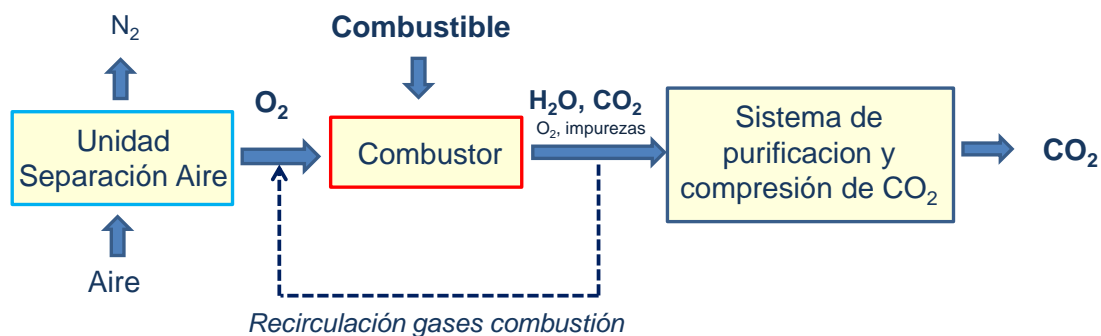 N₂
Combustible
O₂
H₂O, CO₂
O₂, impurezas
Unidad
Separación Aire
Combustor
Sistema de
purificacion y
compresión de CO₂
CO₂
Aire
Recirculación gases combustión